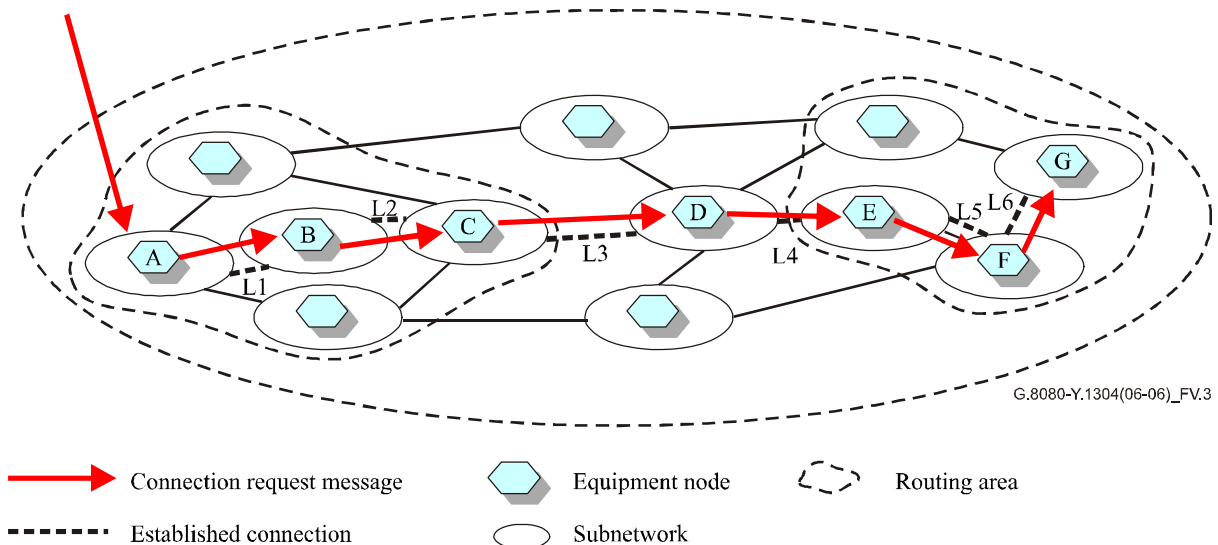 G
L2
L5
L6
E
D
C
B
A
F
L3
L4
L1
G.8080-Y.1304(06-06)_FV.3
Connection request message
Equipment node
Routing area
Established connection
Subnetwork